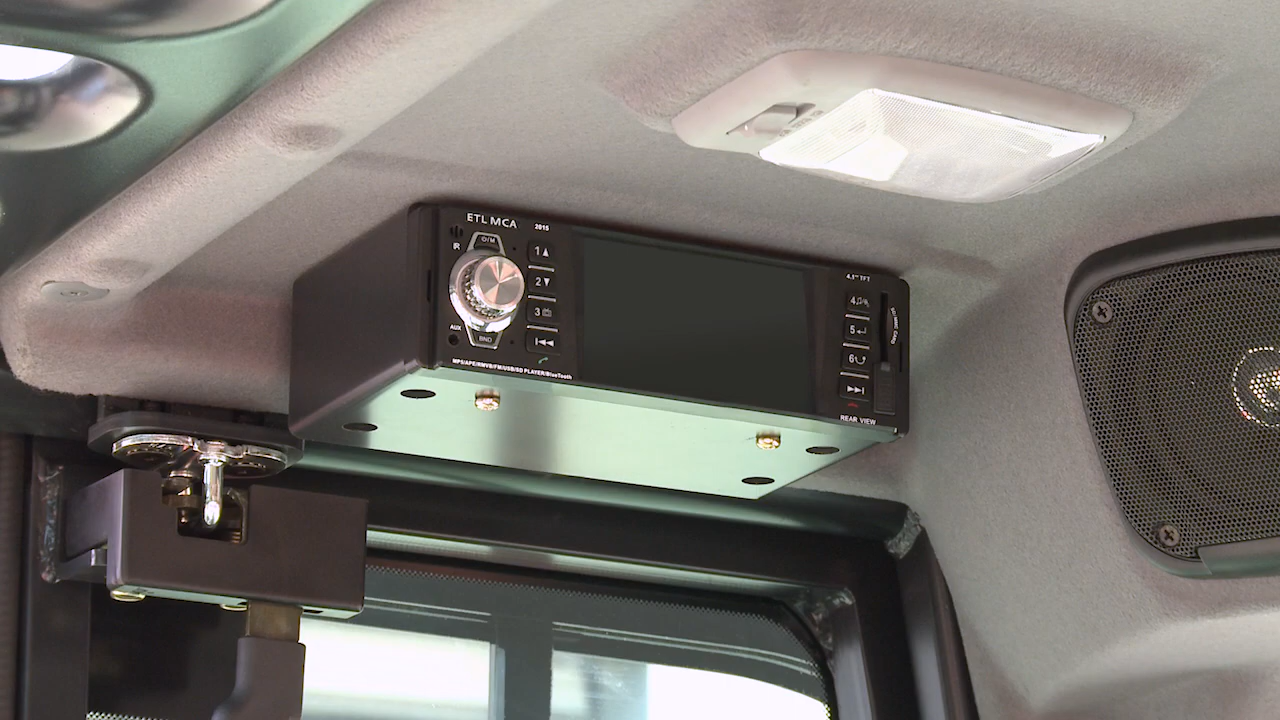 ETL MCA
2015
O/M
IR
1▲
2▼
3
AUX
BND
MP5/APE/RMVB/FM/USB/SD PLAYER/BlueTooth
4.1" TFT
4
5
6
REAR VIEW